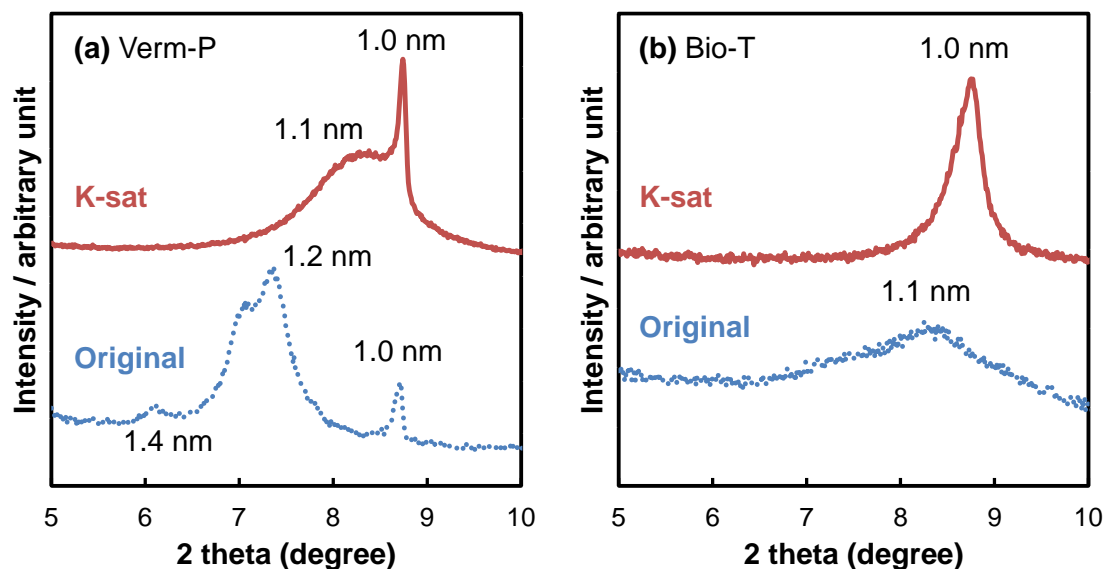 (a) Verm-P
1.0 nm
1.1 nm
K-sat
1.2 nm
Original
1.0 nm
1.4 nm
Intensity / arbitrary unit
5 6 7 8 9 10
2 theta (degree)
(b) Bio-T
1.0 nm
K-sat
1.1 nm
Original
Intensity / arbitrary unit
5 6 7 8 9 10
2 theta (degree)